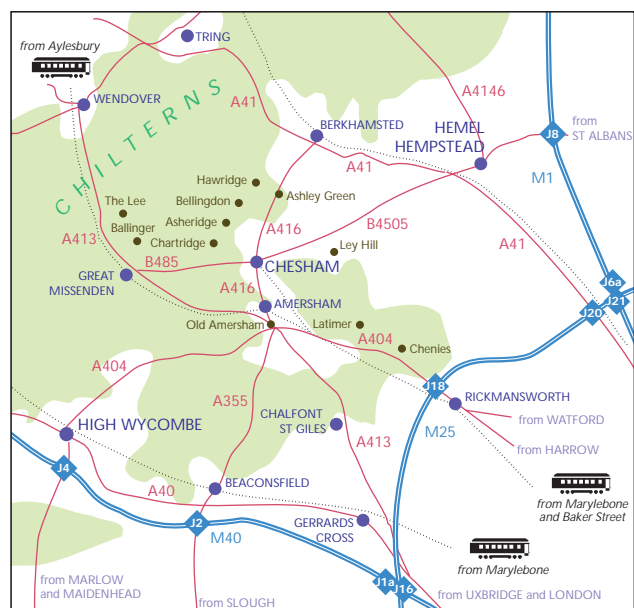 from Aylesbury
TRING
WENDOVER
CHILTERNS
A41
A4146
BERKHAMSTED
HEMEL
HEMPSTEAD
J8
from
ST ALBANS
M1
A41
Hawridge
Ashley Green
The Lee
Bellingdon
Ballinger
Asheridge
Chartridge
A416
B4505
Ley Hill
A41
A413
B485
CHESHAM
GREAT
MISSENDEN
A416
AMERSHAM
J6a
J21
J20
Old Amersham
Latimer
A404
Chenies
A404
J18
RICKMANSWORTH
A355
from WATFORD
CHALFONT
ST GILES
HIGH WYCOMBE
M25
A413
from HARROW
J4
BEACONSFIELD
A40
from Marylebone
and Baker Street
J2
M40
GERRARDS
CROSS
from Marylebone
J1a
J16
from MARLOW
and MAIDENHEAD
from SLOUGH
from UXBRIDGE and LONDON